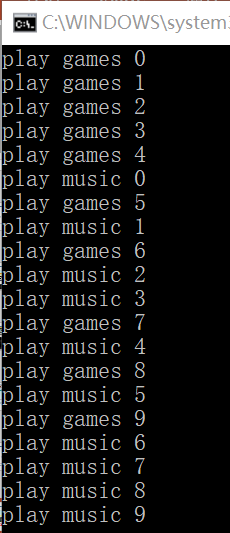 C:\WINDOWS\system3
play games 0
play games 1
play games 2
play games 3
play games 4
play music 0
play games 5
play music 1
play games 6
play music 2
play music 3
play games 7
play music 4
play games 8
play music 5
play games 9
play music 6
play music 7
play music 8
play music 9